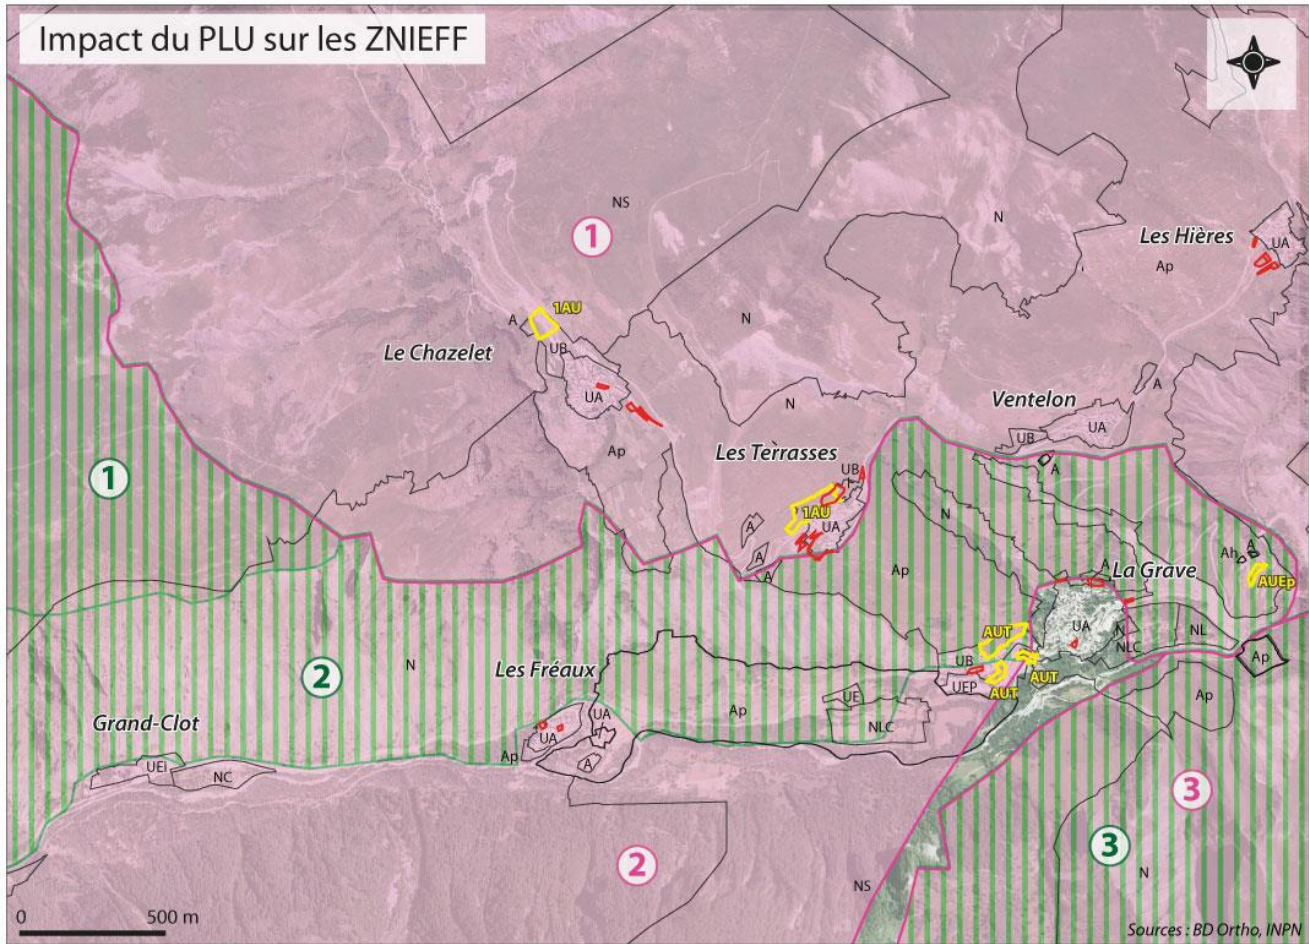 Impact du PLU sur les ZNIEFF
NS
1
N
Les Hières
UA
Ap
1AU
A
N
UB
Le Chazelet
UA
A
N
Ventelon
UA
UB
Ap
Les Tèrrasses
UB
A
1
1AU
UA
N
A
A
A
Ah
A
Ap
A
La Grave
AUEp
UA
N
NL
AUT
NLC
2
N
Les Fréaux
UB
AUT
Ap
UEP
AUT
Ap
UE
Ap
NLC
Grand-Clot
UA
UA
Ap
A
UEi
NC
3
3
2
N
NS
0
500 m
Sources : BD Ortho, INPN